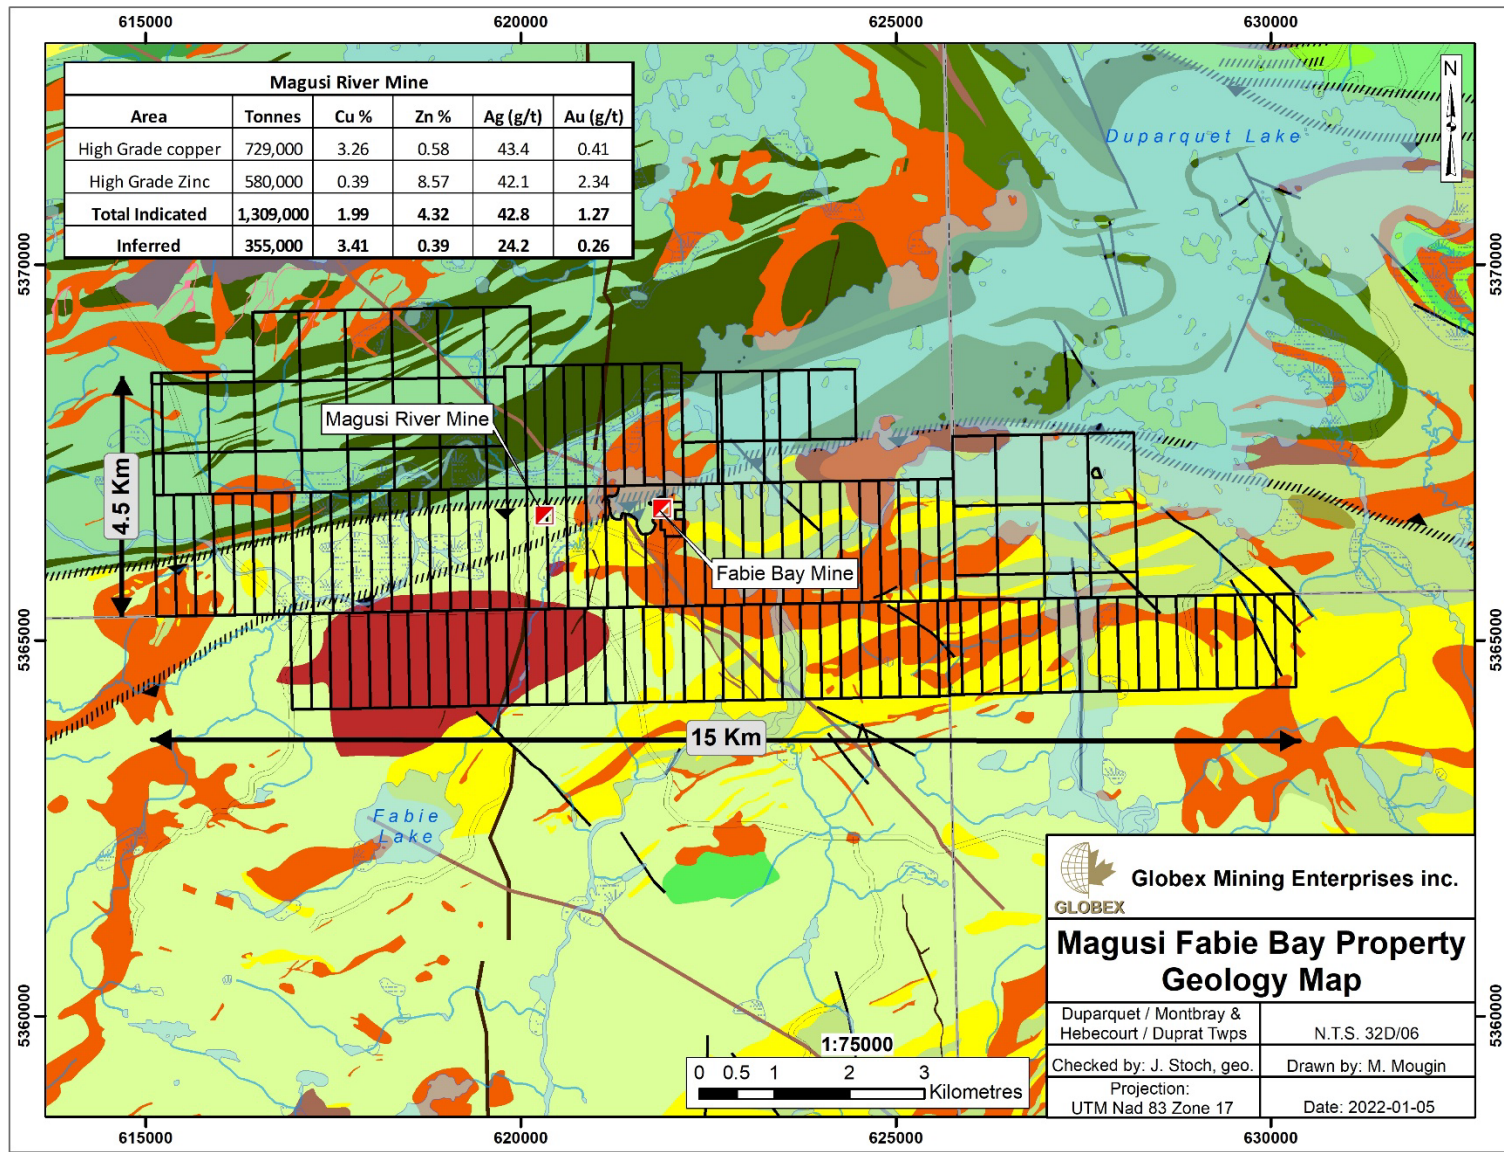 615000 620000 625000 630000
Magusi River Mine
Area Tonnes Cu % Zn % Ag (g/t) Au (g/t)
High Grade copper 729,000 3.26 0.58 43.4 0.41
High Grade Zinc 580,000 0.39 8.57 42.1 2.34
Total Indicated 1,309,000 1.99 4.32 42.8 1.27
Inferred 355,000 3.41 0.39 24.2 0.26
N
Duparquet Lake
5370000 5370000
Magusi River Mine
4.5 Km
Fabie Bay Mine
5365000 5365000
15 Km
Fabie
Lake
GLOBEX
Globex Mining Enterprises inc.
Magusi Fabie Bay Property
Geology Map
Duparquet / Montbray &
Hebecourt / Duprat Twps
N.T.S. 32D/06
Checked by: J. Stoch, geo.
Drawn by: M. Mougin
Projection:
UTM Nad 83 Zone 17
Date: 2022-01-05
5360000 5360000
1:75000
0 0.5 1 2 3
Kilometres
615000 620000 625000 630000